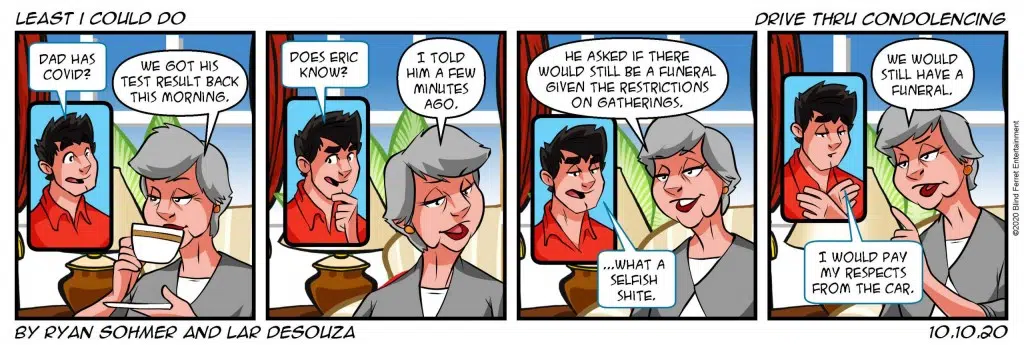 LEAST I COULD DO
DRIVE THRU CONDOLENCING
DAD HAS
COVID?
WE GOT HIS
TEST RESULT BACK
THIS MORNING.
DOES ERIC
KNOW?
I TOLD
HIM A FEW
MINUTES
AGO.
HE ASKED IF THERE
WOULD STILL BE A FUNERAL
GIVEN THE RESTRICTIONS
ON GATHERINGS.
...WHAT A
SELFISH
SHITE.
WE WOULD
STILL HAVE A
FUNERAL.
I WOULD PAY
MY RESPECTS
FROM THE CAR.
©2020 Blind Ferret Entertainment
BY RYAN SOHMER AND LAR DESOUZA
10.10.20